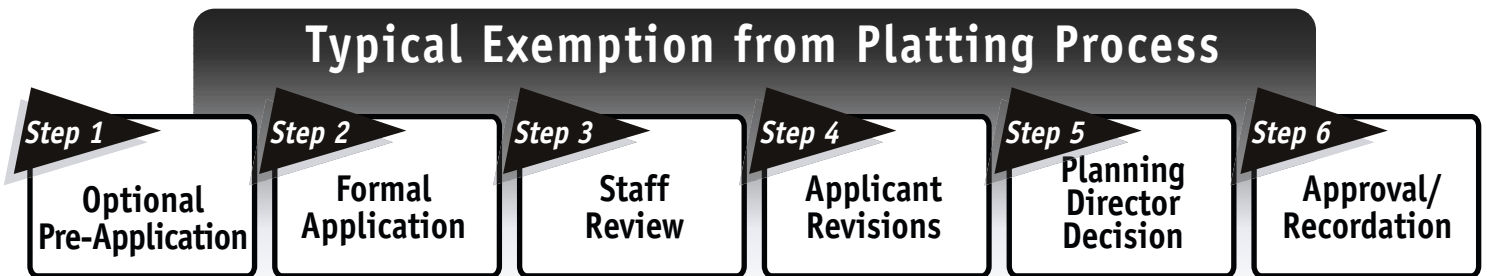 Typical Exemption from Platting Process
Step 1
Optional
Pre-Application
Step 2
Formal
Application
Step 3
Staff
Review
Step 4
Applicant
Revisions
Step 5
Planning
Director
Decision
Step 6
Approval/
Recordation